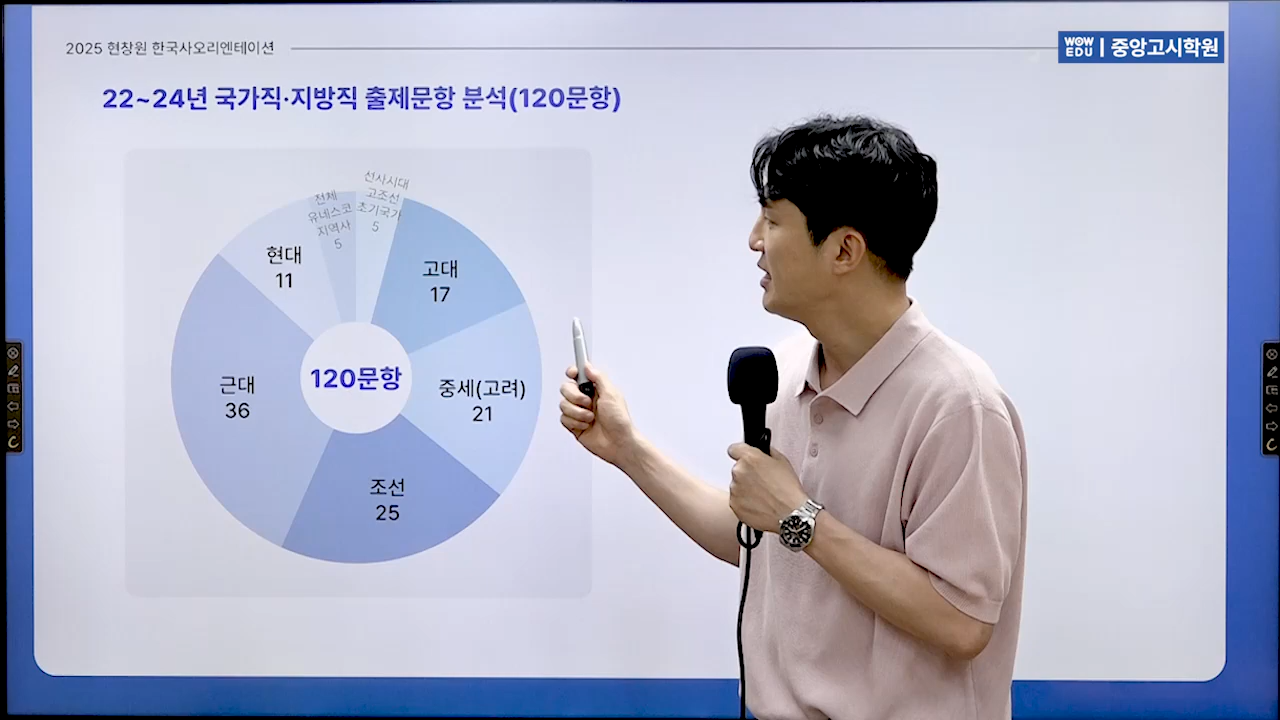 2025 현창원 한국사오리엔테이션
WOW
EDU
중앙고시학원
22~24년 국가직·지방직 출제문항 분석(120문항)
선사시대
고조선
초기국가
5
전체
유네스코
지역사
5
현대
11
고대
17
120문항
근대
36
중세(고려)
21
조선
25